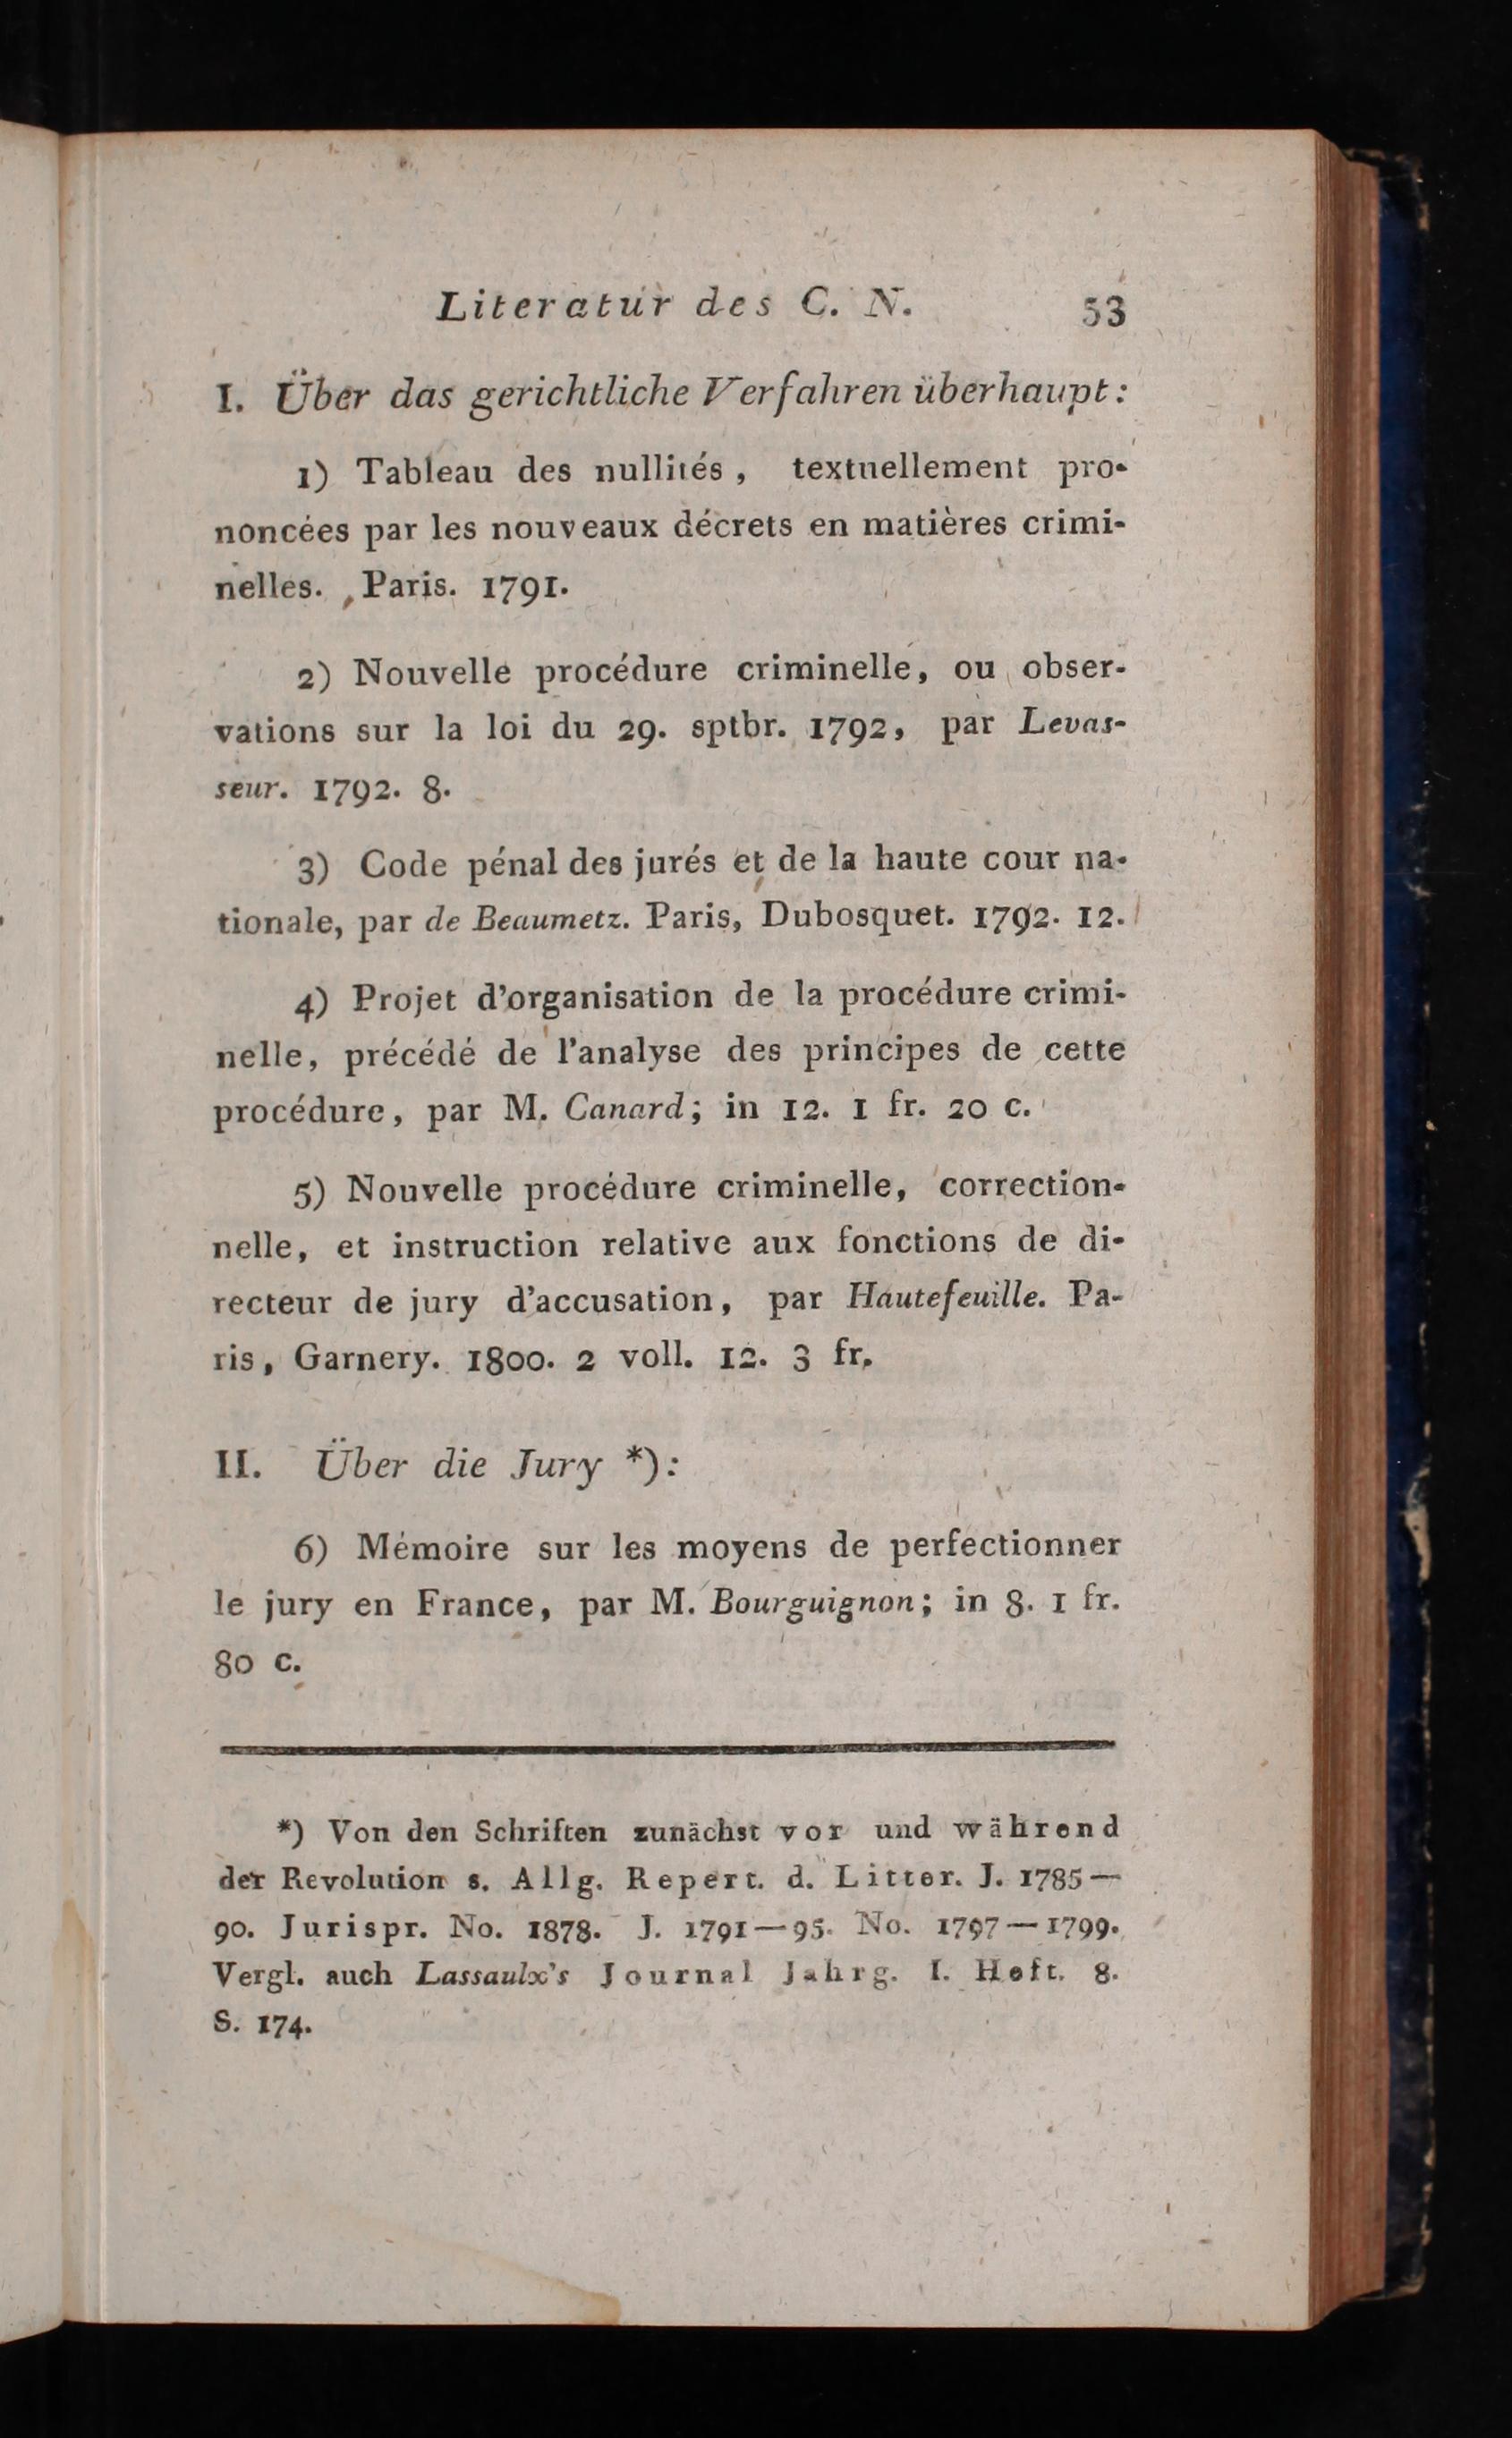 Literatur des C. N. 53
I. Über das gerichtliche Verfahren überhaupt:
1) Tableau des nullités, textuellement pro-
noncées par les nouveaux décrets en matières crimi-
nelles. Paris. 1791.
2) Nouvelle procédure criminelle, ou obser-
vations sur la loi du 29. sptbr. 1792, par Levas-
seur. 1792. 8.
3) Code pénal des jurés et de la haute cour na-
tionale, par de Beaumetz. Paris, Dubosquet. 1792. 12.
4) Projet d'organisation de la procédure crimi-
nelle, précédé de l'analyse des principes de cette
procédure, par M. Canard; in 12. 1 fr. 20 c.
5) Nouvelle procédure criminelle, correction-
nelle, et instruction relative aux fonctions de di-
recteur de jury d'accusation, par Hautefeuille. Pa-
ris, Garnery. 1800. 2 voll. 12. 3 fr.
II. Über die Jury *):
6) Mémoire sur les moyens de perfectionner
le jury en France, par M. Bourguignon; in 8. 1 fr.
80 c.
*) Von den Schriften zunächst vor und während
der Revolution s. Allg. Repert. d. Litter. J. 1785—
90. Jurispr. No. 1878. J. 1791—95. No. 1797—1799.
Vergl. auch Lassaulx's Journal Jahrg. I. Heft. 8.
S. 174.